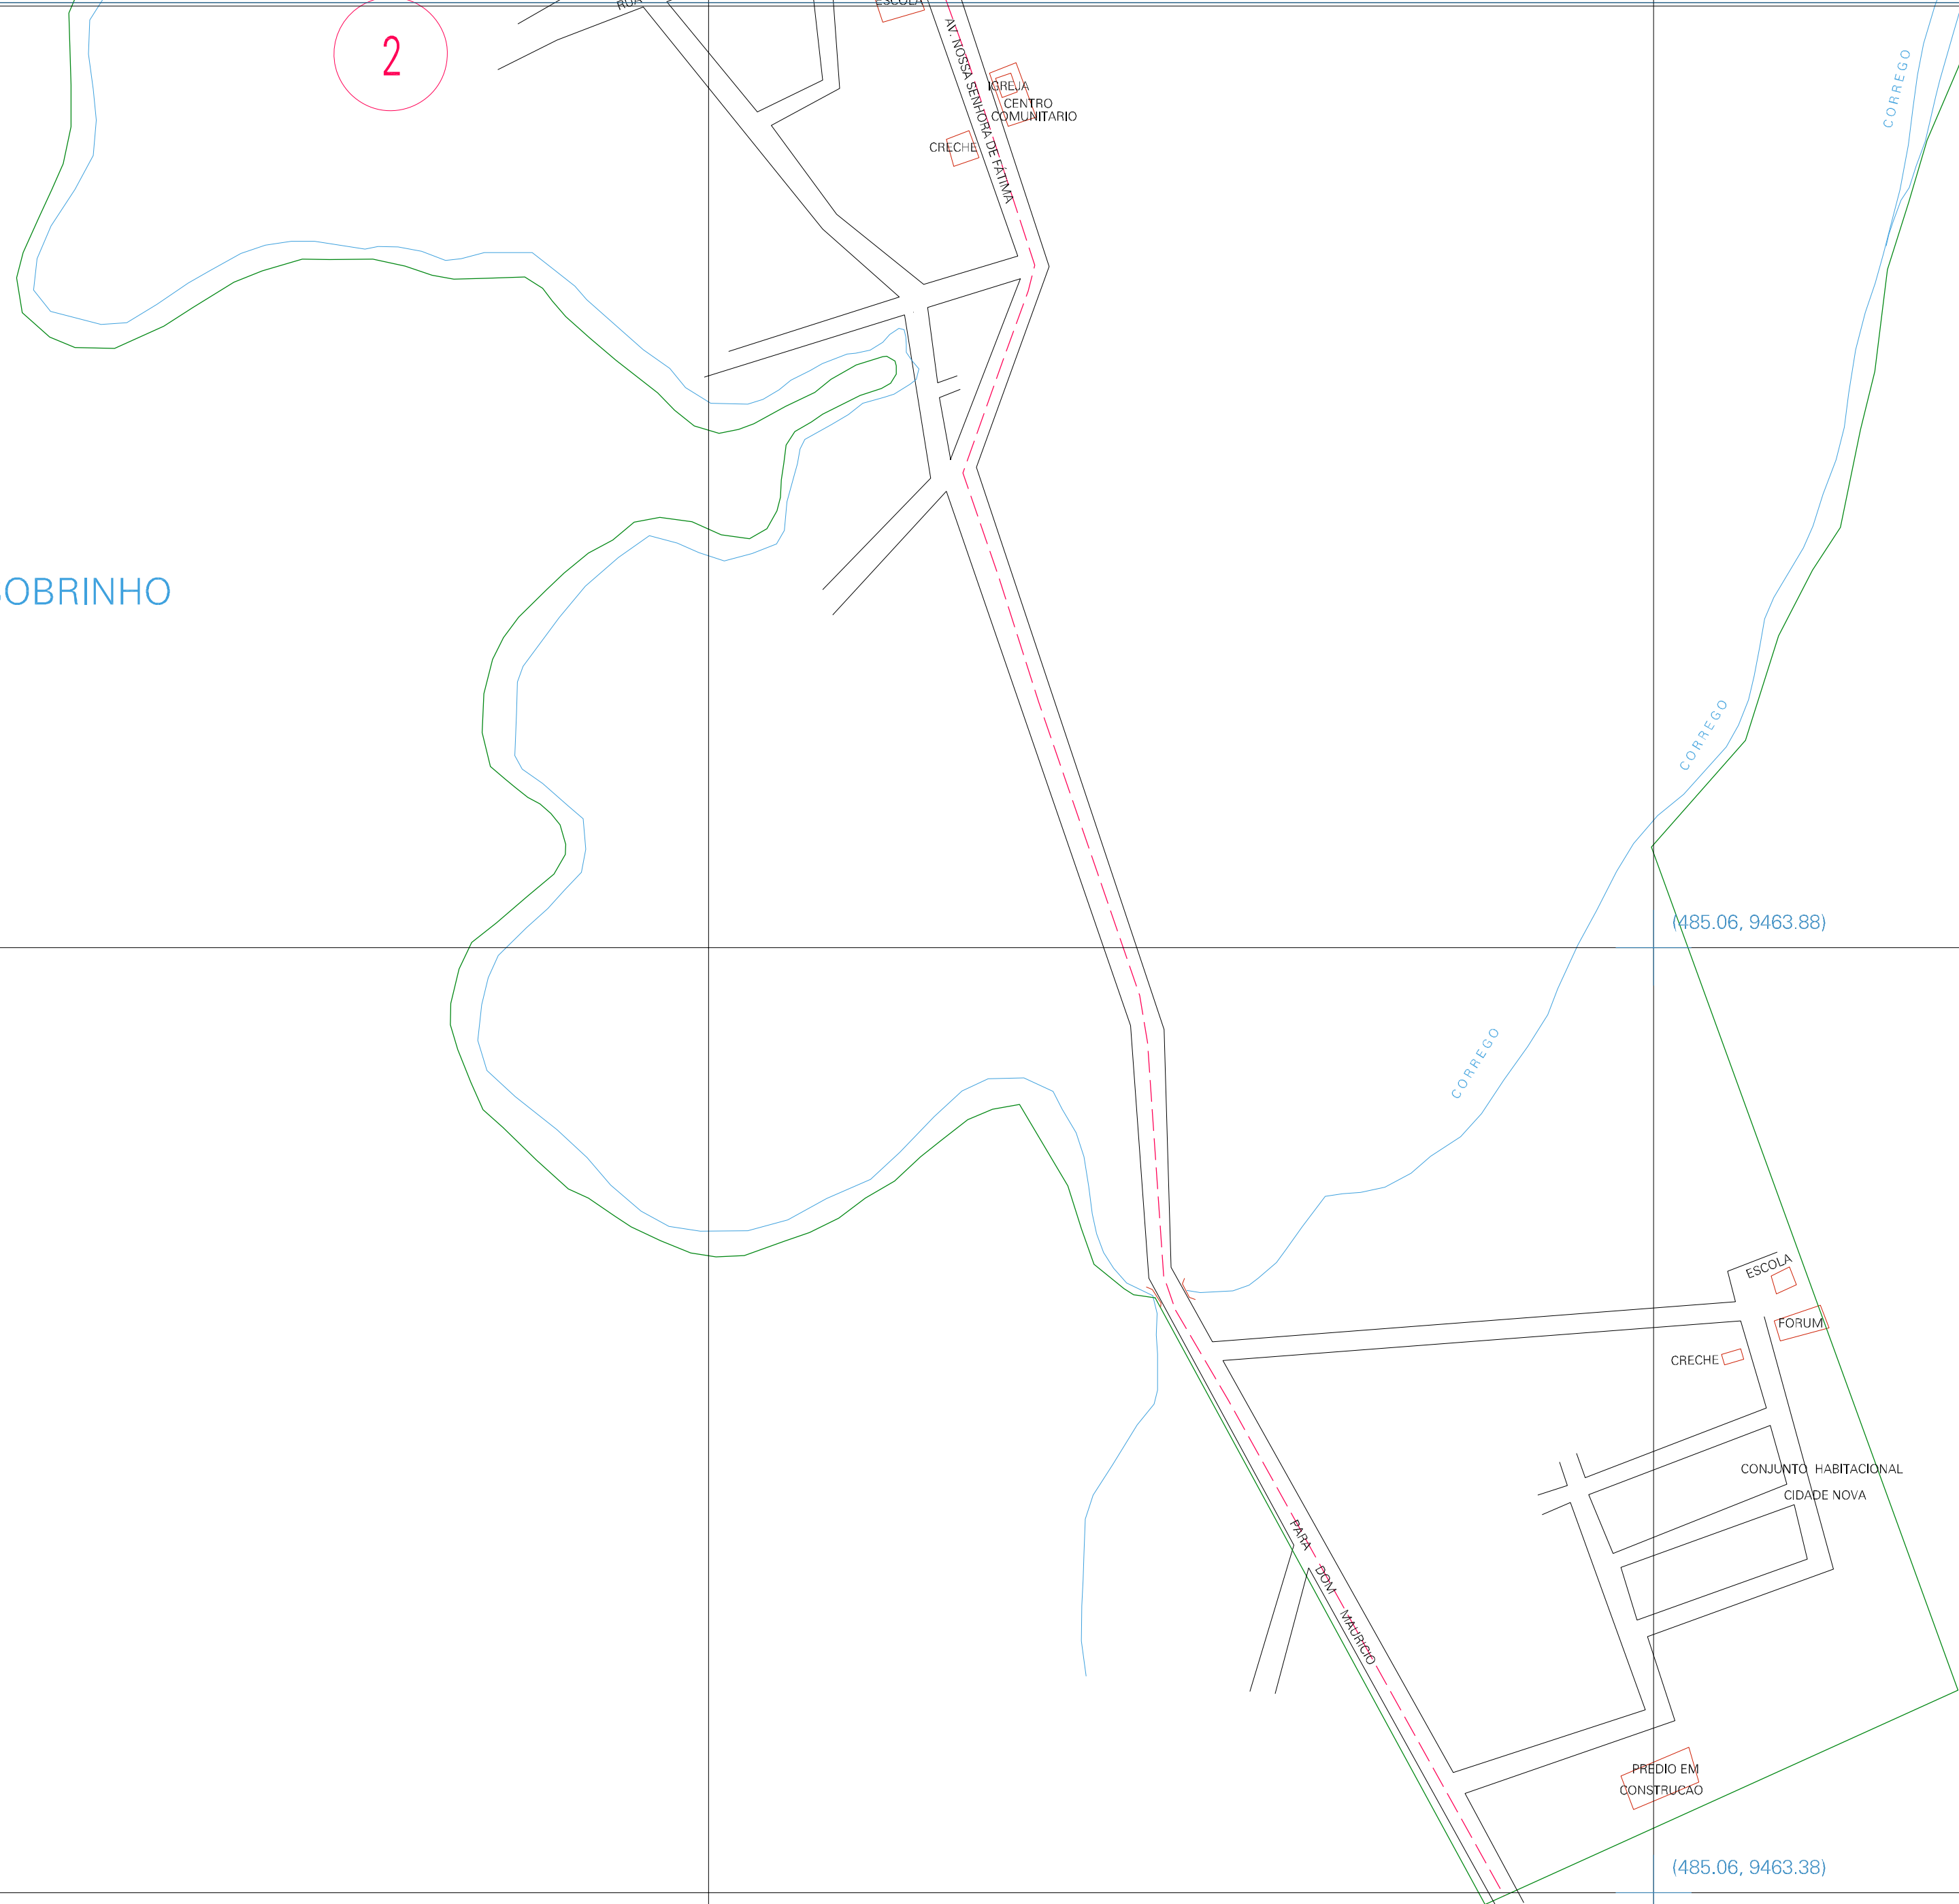 RUA
ESCOLA
2
AV. NOSSA SENHORA DE FATIMA
IGREJA
CENTRO
COMUNITARIO
CRECHE
CORREGO
OBRINHO
CORREGO
(485.06, 9463.88)
CORREGO
ESCOLA
FORUM
CRECHE
CONJUNTO HABITACIONAL
CIDADE NOVA
PARA DOM MAURICIO
PREDIO EM
CONSTRUCAO
(485.06, 9463.38)